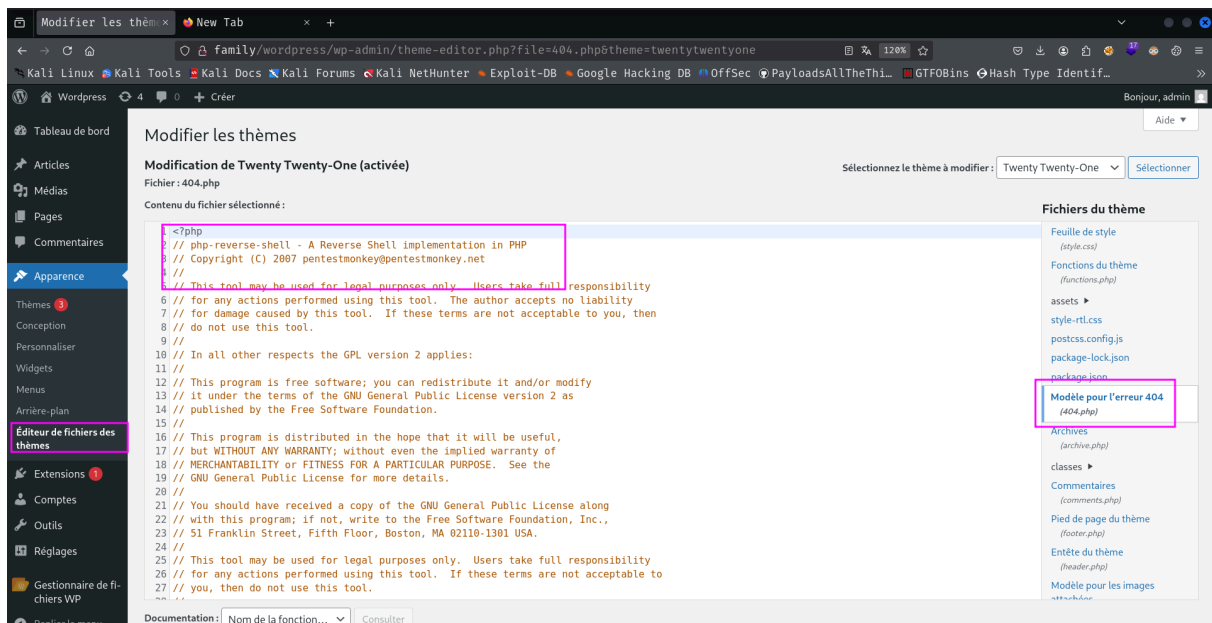 Modifier les thèm× New Tab × +
family/wordpress/wp-admin/theme-editor.php?file=404.php&theme=twentytwentyone 120% 17
Kali Linux Kali Tools Kali Docs Kali Forums Kali NetHunter Exploit-DB Google Hacking DB OffSec PayloadsAllTheThi… GTFOBins Hash Type Identif… »
Wordpress 4 0 + Créer Bonjour, admin
Aide ▼
Tableau de bord
Articles
Médias
Pages
Commentaires
Apparence
Thèmes 3
Conception
Personnaliser
Widgets
Menus
Arrière-plan
Éditeur de fichiers des
thèmes
Extensions 1
Comptes
Outils
Réglages
Gestionnaire de fi-
chiers WP
Modifier les thèmes
Modification de Twenty Twenty-One (activée)
Fichier : 404.php
Sélectionnez le thème à modifier : Twenty Twenty-One Sélectionner
Contenu du fichier sélectionné :
1 <?php
2 // php-reverse-shell - A Reverse Shell implementation in PHP
3 // Copyright (C) 2007 pentestmonkey@pentestmonkey.net
4 //
5 // This tool may be used for legal purposes only.  Users take full responsibility
6 // for any actions performed using this tool.  The author accepts no liability
7 // for damage caused by this tool.  If these terms are not acceptable to you, then
8 // do not use this tool.
9 //
10 // In all other respects the GPL version 2 applies:
11 //
12 // This program is free software; you can redistribute it and/or modify
13 // it under the terms of the GNU General Public License version 2 as
14 // published by the Free Software Foundation.
15 //
16 // This program is distributed in the hope that it will be useful,
17 // but WITHOUT ANY WARRANTY; without even the implied warranty of
18 // MERCHANTABILITY or FITNESS FOR A PARTICULAR PURPOSE.  See the
19 // GNU General Public License for more details.
20 //
21 // You should have received a copy of the GNU General Public License along
22 // with this program; if not, write to the Free Software Foundation, Inc.,
23 // 51 Franklin Street, Fifth Floor, Boston, MA 02110-1301 USA.
24 //
25 // This tool may be used for legal purposes only.  Users take full responsibility
26 // for any actions performed using this tool.  If these terms are not acceptable to
27 // you, then do not use this tool.
Fichiers du thème
Feuille de style
(style.css)
Fonctions du thème
(functions.php)
assets ▶
style-rtl.css
postcss.config.js
package-lock.json
package.json
Modèle pour l'erreur 404
(404.php)
Archives
(archive.php)
classes ▶
Commentaires
(comments.php)
Pied de page du thème
(footer.php)
Entête du thème
(header.php)
Modèle pour les images
attachées
Documentation : Nom de la fonction… Consulter